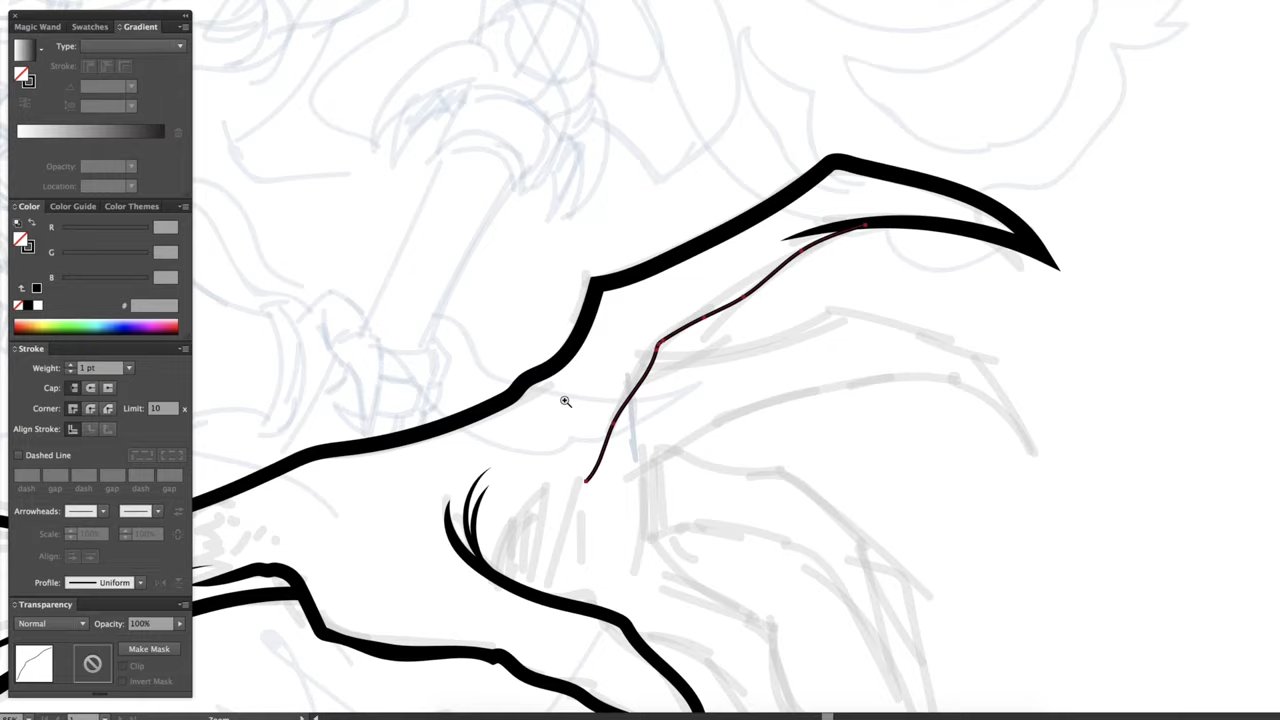 Magic Wand Swatches Gradient
Type:
Stroke:
Opacity:
Location:
Color Color Guide Color Themes
R
G
B
#
Stroke
Weight: 1 pt
Cap:
Corner: Limit: 10 x
Align Stroke:
Dashed Line
dash gap dash gap dash gap
Arrowheads:
Scale: 100% 100%
Align:
Profile: Uniform
Transparency
Normal Opacity: 100%
Make Mask
Clip
Invert Mask
Zoom